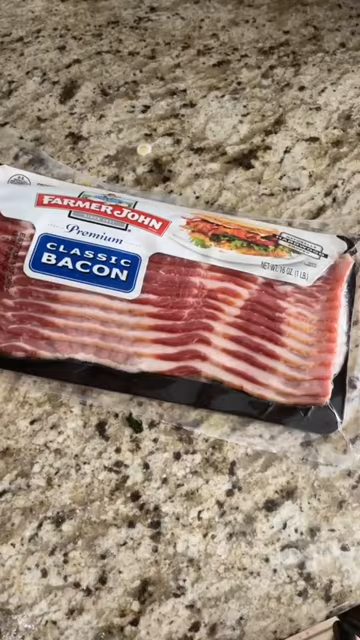 FARMER JOHN
Premium
CLASSIC
BACON
NET WT. 16 OZ. (1 LB.)